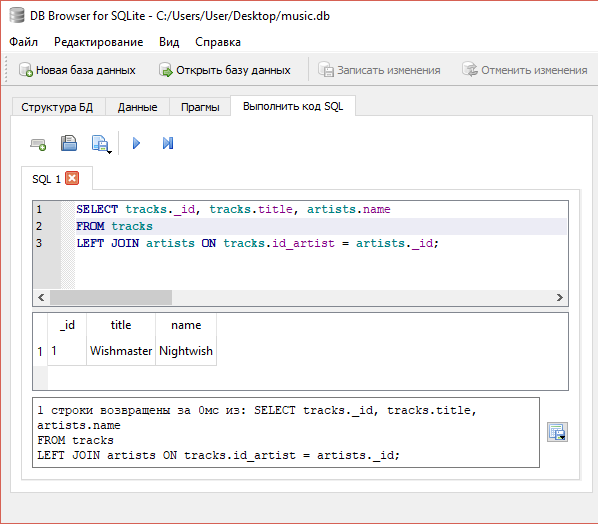 DB Browser for SQLite - C:/Users/User/Desktop/music.db
Файл Редактирование Вид Справка
Новая база данных Открыть базу данных Записать изменения Отменить изменения
Структура БД Данные Прагмы Выполнить код SQL
SQL 1
1 SELECT tracks._id, tracks.title, artists.name
2 FROM tracks
3 LEFT JOIN artists ON tracks.id_artist = artists._id;
_id title name
1 1 Wishmaster Nightwish
1 строки возвращены за 0мс из: SELECT tracks._id, tracks.title,
artists.name
FROM tracks
LEFT JOIN artists ON tracks.id_artist = artists._id;